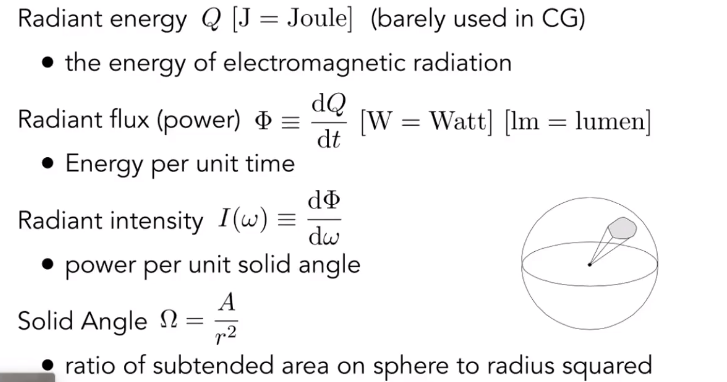 Radiant energy Q [J = Joule] (barely used in CG)
• the energy of electromagnetic radiation
Radiant flux (power) Φ ≡ dQ/dt [W = Watt] [lm = lumen]
• Energy per unit time
Radiant intensity I(ω) ≡ dΦ/dω
• power per unit solid angle
Solid Angle Ω = A/r²
• ratio of subtended area on sphere to radius squared